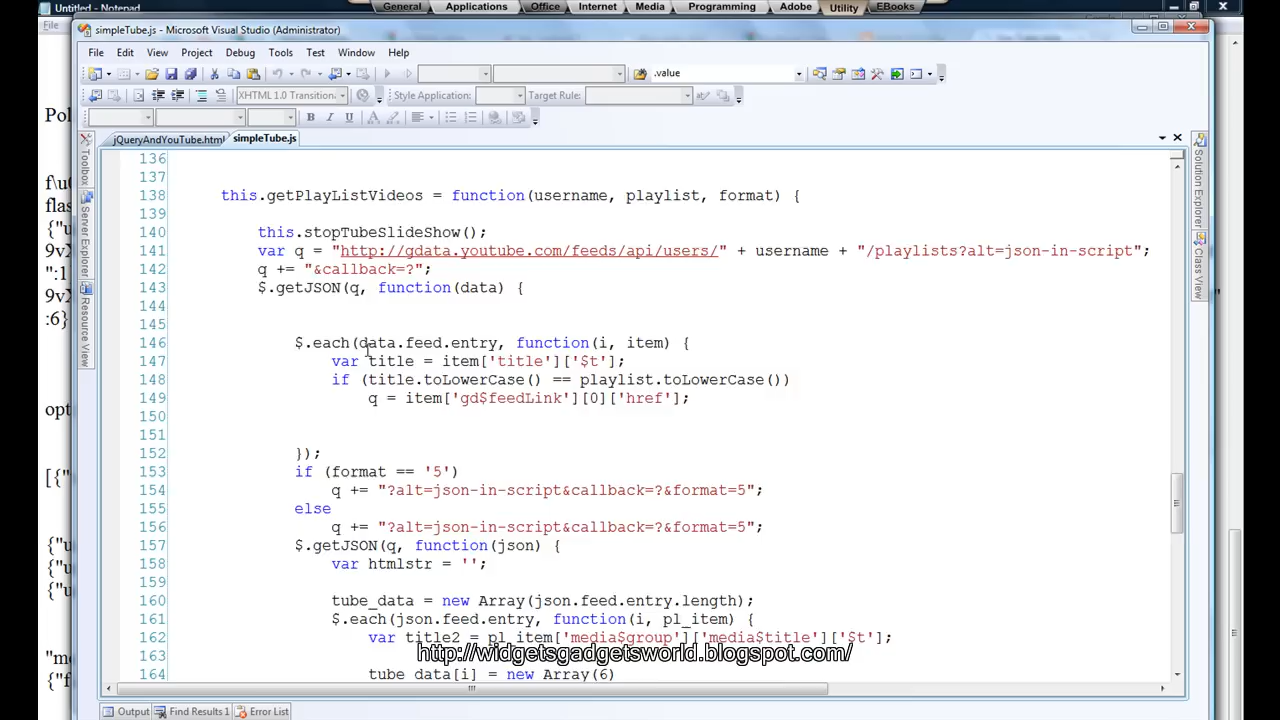 Untitled - Notepad
General Applications Office Internet Media Programming Adobe Utility EBooks
simpleTube.js - Microsoft Visual Studio (Administrator)
File Edit View Project Debug Tools Test Window Help
.value
XHTML 1.0 Transition Style Application: Target Rule:
B I U
jQueryAndYouTube.html simpleTube.js
Toolbox
Server Explorer
Resource View
Solution Explorer
Class View
136
137
138 this.getPlayListVideos = function(username, playlist, format) {
139
140 this.stopTubeSlideShow();
141 var q = "http://gdata.youtube.com/feeds/api/users/" + username + "/playlists?alt=json-in-script";
142 q += "&callback=?";
143 $.getJSON(q, function(data) {
144
145
146 $.each(data.feed.entry, function(i, item) {
147 var title = item['title']['$t'];
148 if (title.toLowerCase() == playlist.toLowerCase())
149 q = item['gd$feedLink'][0]['href'];
150
151
152 });
153 if (format == '5')
154 q += "?alt=json-in-script&callback=?&format=5";
155 else
156 q += "?alt=json-in-script&callback=?&format=5";
157 $.getJSON(q, function(json) {
158 var htmlstr = '';
159
160 tube_data = new Array(json.feed.entry.length);
161 $.each(json.feed.entry, function(i, pl_item) {
162 var title2 = pl_item['media$group']['media$title']['$t'];
163
164 tube_data[i] = new Array(6)
http://widgetsgadgetsworld.blogspot.com/
Output Find Results 1 Error List